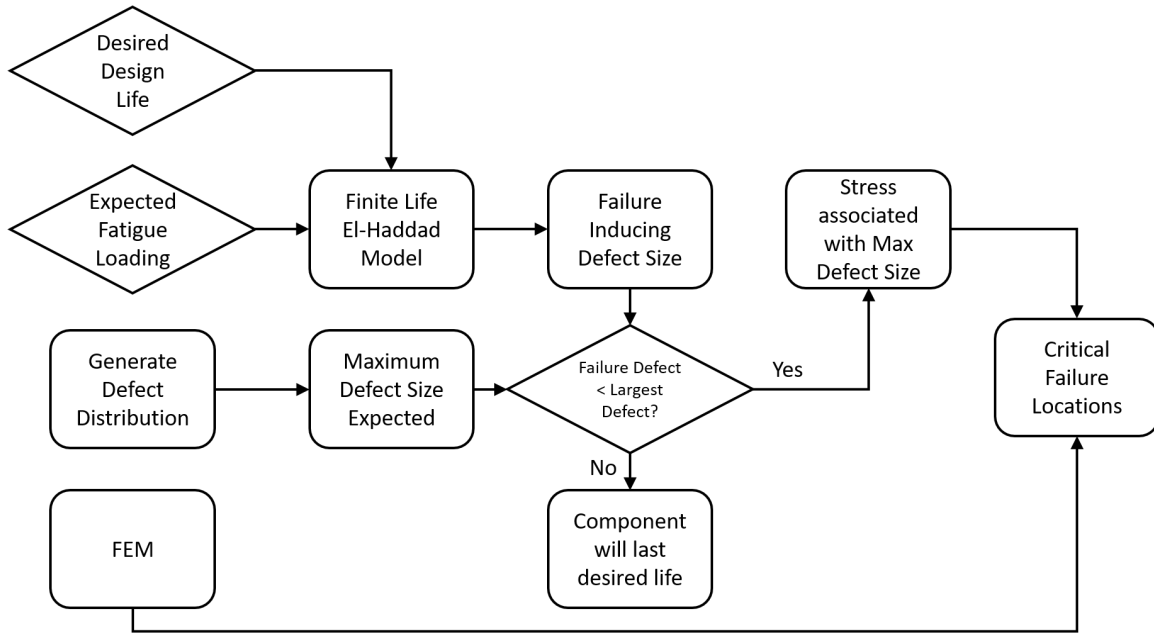 Desired
Design
Life
Expected
Fatigue
Loading
Finite Life
El-Haddad
Model
Failure
Inducing
Defect Size
Stress
associated
with Max
Defect Size
Generate
Defect
Distribution
Maximum
Defect Size
Expected
Failure Defect
< Largest
Defect?
Yes
Critical
Failure
Locations
No
FEM
Component
will last
desired life